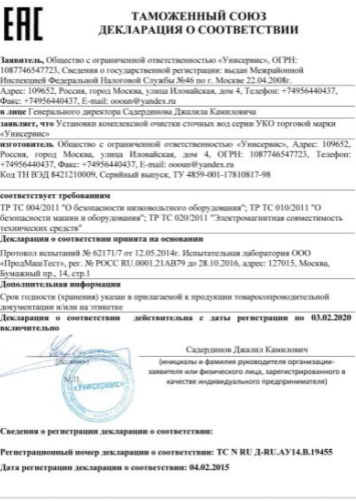 ЕАС
ТАМОЖЕННЫЙ СОЮЗ
ДЕКЛАРАЦИЯ О СООТВЕТСТВИИ
Заявитель, Общество с ограниченной ответственностью «Унисервис», ОГРН:
1087746547723, Сведения о государственной регистрации: выдан Межрайонной
Инспекцией Федеральной Налоговой Службы №46 по г. Москве 22.04.2008г.
Адрес: 109652, Россия, город Москва, улица Иловайская, дом 4, Телефон: +74956440437,
Факс: +74956440437, E-mail: oooun@yandex.ru
в лице Генерального директора Садердинова Джалила Камиловича
заявляет, что Установки комплексной очистки сточных вод серии УКО торговой марки
«Унисервис»
изготовитель Общество с ограниченной ответственностью «Унисервис», Адрес: 109652,
Россия, город Москва, улица Иловайская, дом 4, ОГРН: 1087746547723, Телефон:
+74956440437, Факс: +74956440437, E-mail: oooun@yandex.ru
Код ТН ВЭД 8421210009, Серийный выпуск, ТУ 4859-001-17810817-98
соответствует требованиям
ТР ТС 004/2011 "О безопасности низковольтного оборудования"; ТР ТС 010/2011 "О
безопасности машин и оборудования"; ТР ТС 020/2011 "Электромагнитная совместимость
технических средств"
Декларация о соответствии принята на основании
Протокол испытаний № 62171/7 от 12.05.2014г. Испытательная лаборатория ООО
«ПродМашТест», рег. № РОСС RU.0001.21АВ79 до 28.10.2016, адрес: 127015, Москва,
Бумажный пр., 14, стр.1
Дополнительная информация
Срок годности (хранения) указан в прилагаемой к продукции товаросопроводительной
документации и/или на этикетке
Декларация о соответствии действительна с даты регистрации по 03.02.2020
включительно
Садердинов Джалил Камилович
(подпись)
(инициалы и фамилия руководителя организации-
заявителя или физического лица, зарегистрированного в
качестве индивидуального предпринимателя)
М.П.
«УНИСЕРВИС»
Сведения о регистрации декларации о соответствии:
Регистрационный номер декларации о соответствии: ТС N RU Д-RU.АУ14.В.19455
Дата регистрации декларации о соответствии: 04.02.2015